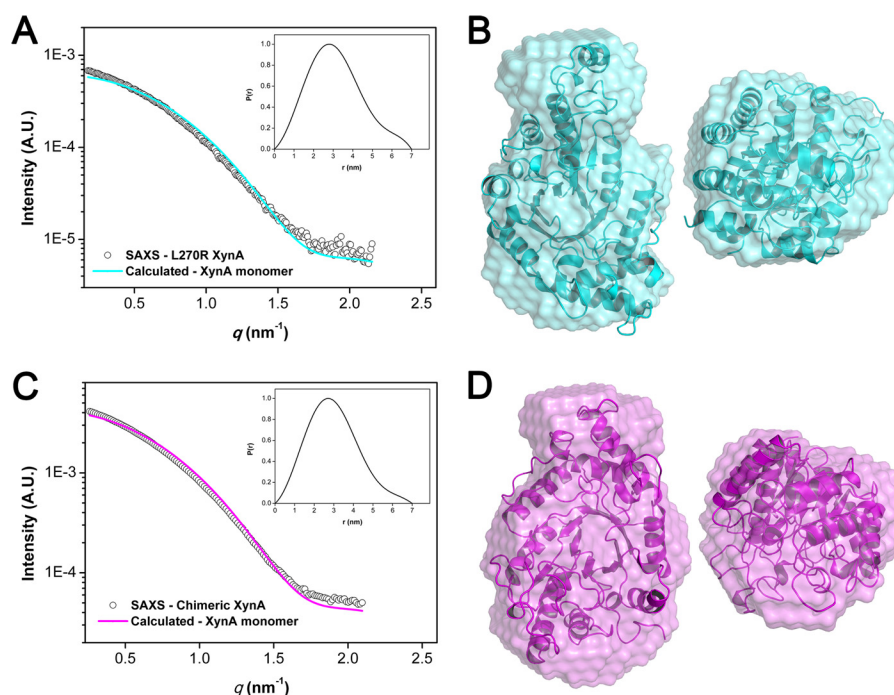 A
Intensity (A.U.)
1E-3
1E-4
1E-5
P(r)
1.0
0.8
0.6
0.4
0.2
0.0
0 1 2 3 4 5 6 7
r (nm)
SAXS - L270R XynA
Calculated - XynA monomer
0.5 1.0 1.5 2.0 2.5
q (nm-1)
B
C
Intensity (A.U.)
1E-3
1E-4
P(r)
1.0
0.8
0.6
0.4
0.2
0.0
0 1 2 3 4 5 6 7
r (nm)
SAXS - Chimeric XynA
Calculated - XynA monomer
0.5 1.0 1.5 2.0 2.5
q (nm-1)
D